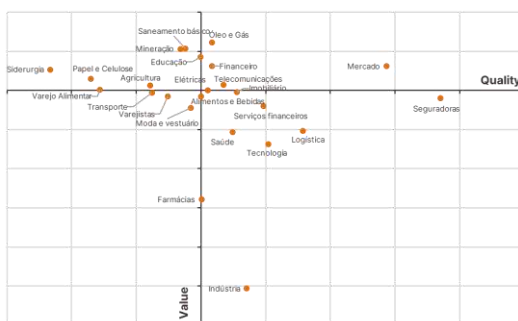 Saneamento básico
Óleo e Gás
Mineração
Educação
Financeiro
Mercado
Siderurgia
Papel e Celulose
Agricultura
Elétricas
Telecomunicações
Quality
Imobiliário
Varejo Alimentar
Transporte
Alimentos e Bebidas
Varejistas
Serviços financeiros
Seguradoras
Moda e vestuário
Saúde
Logística
Tecnologia
Farmácias
Indústria
Value